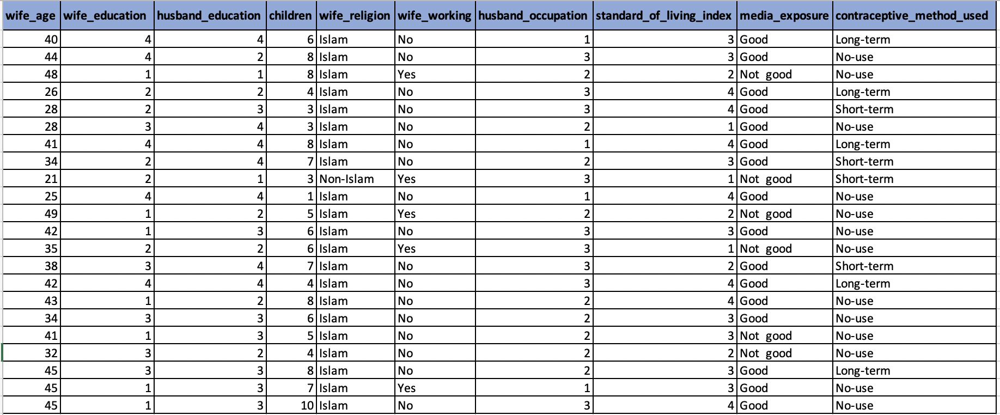 wife_age wife_education husband_education children wife_religion wife_working husband_occupation standard_of_living_index media_exposure contraceptive_method_used
40 4 4 6 Islam No 1 3 Good Long-term
44 4 2 8 Islam No 3 3 Good No-use
48 1 1 8 Islam Yes 2 2 Not good No-use
26 2 2 4 Islam No 3 4 Good Long-term
28 2 3 3 Islam No 3 4 Good Short-term
28 3 4 3 Islam No 2 1 Good No-use
41 4 4 8 Islam No 1 4 Good Long-term
34 2 4 7 Islam No 2 3 Good Short-term
21 2 1 3 Non-Islam Yes 3 1 Not good Short-term
25 4 4 1 Islam No 1 4 Good No-use
49 1 2 5 Islam Yes 2 2 Not good No-use
42 1 3 6 Islam No 3 3 Good No-use
35 2 2 6 Islam Yes 3 1 Not good No-use
38 3 4 7 Islam No 3 2 Good Short-term
42 4 4 4 Islam No 3 4 Good Long-term
43 1 2 8 Islam No 2 4 Good No-use
34 3 3 6 Islam No 2 3 Good No-use
41 1 3 5 Islam No 2 3 Not good No-use
32 3 2 4 Islam No 2 2 Not good No-use
45 3 3 8 Islam No 2 3 Good Long-term
45 1 3 7 Islam Yes 1 3 Good No-use
45 1 3 10 Islam No 3 4 Good No-use